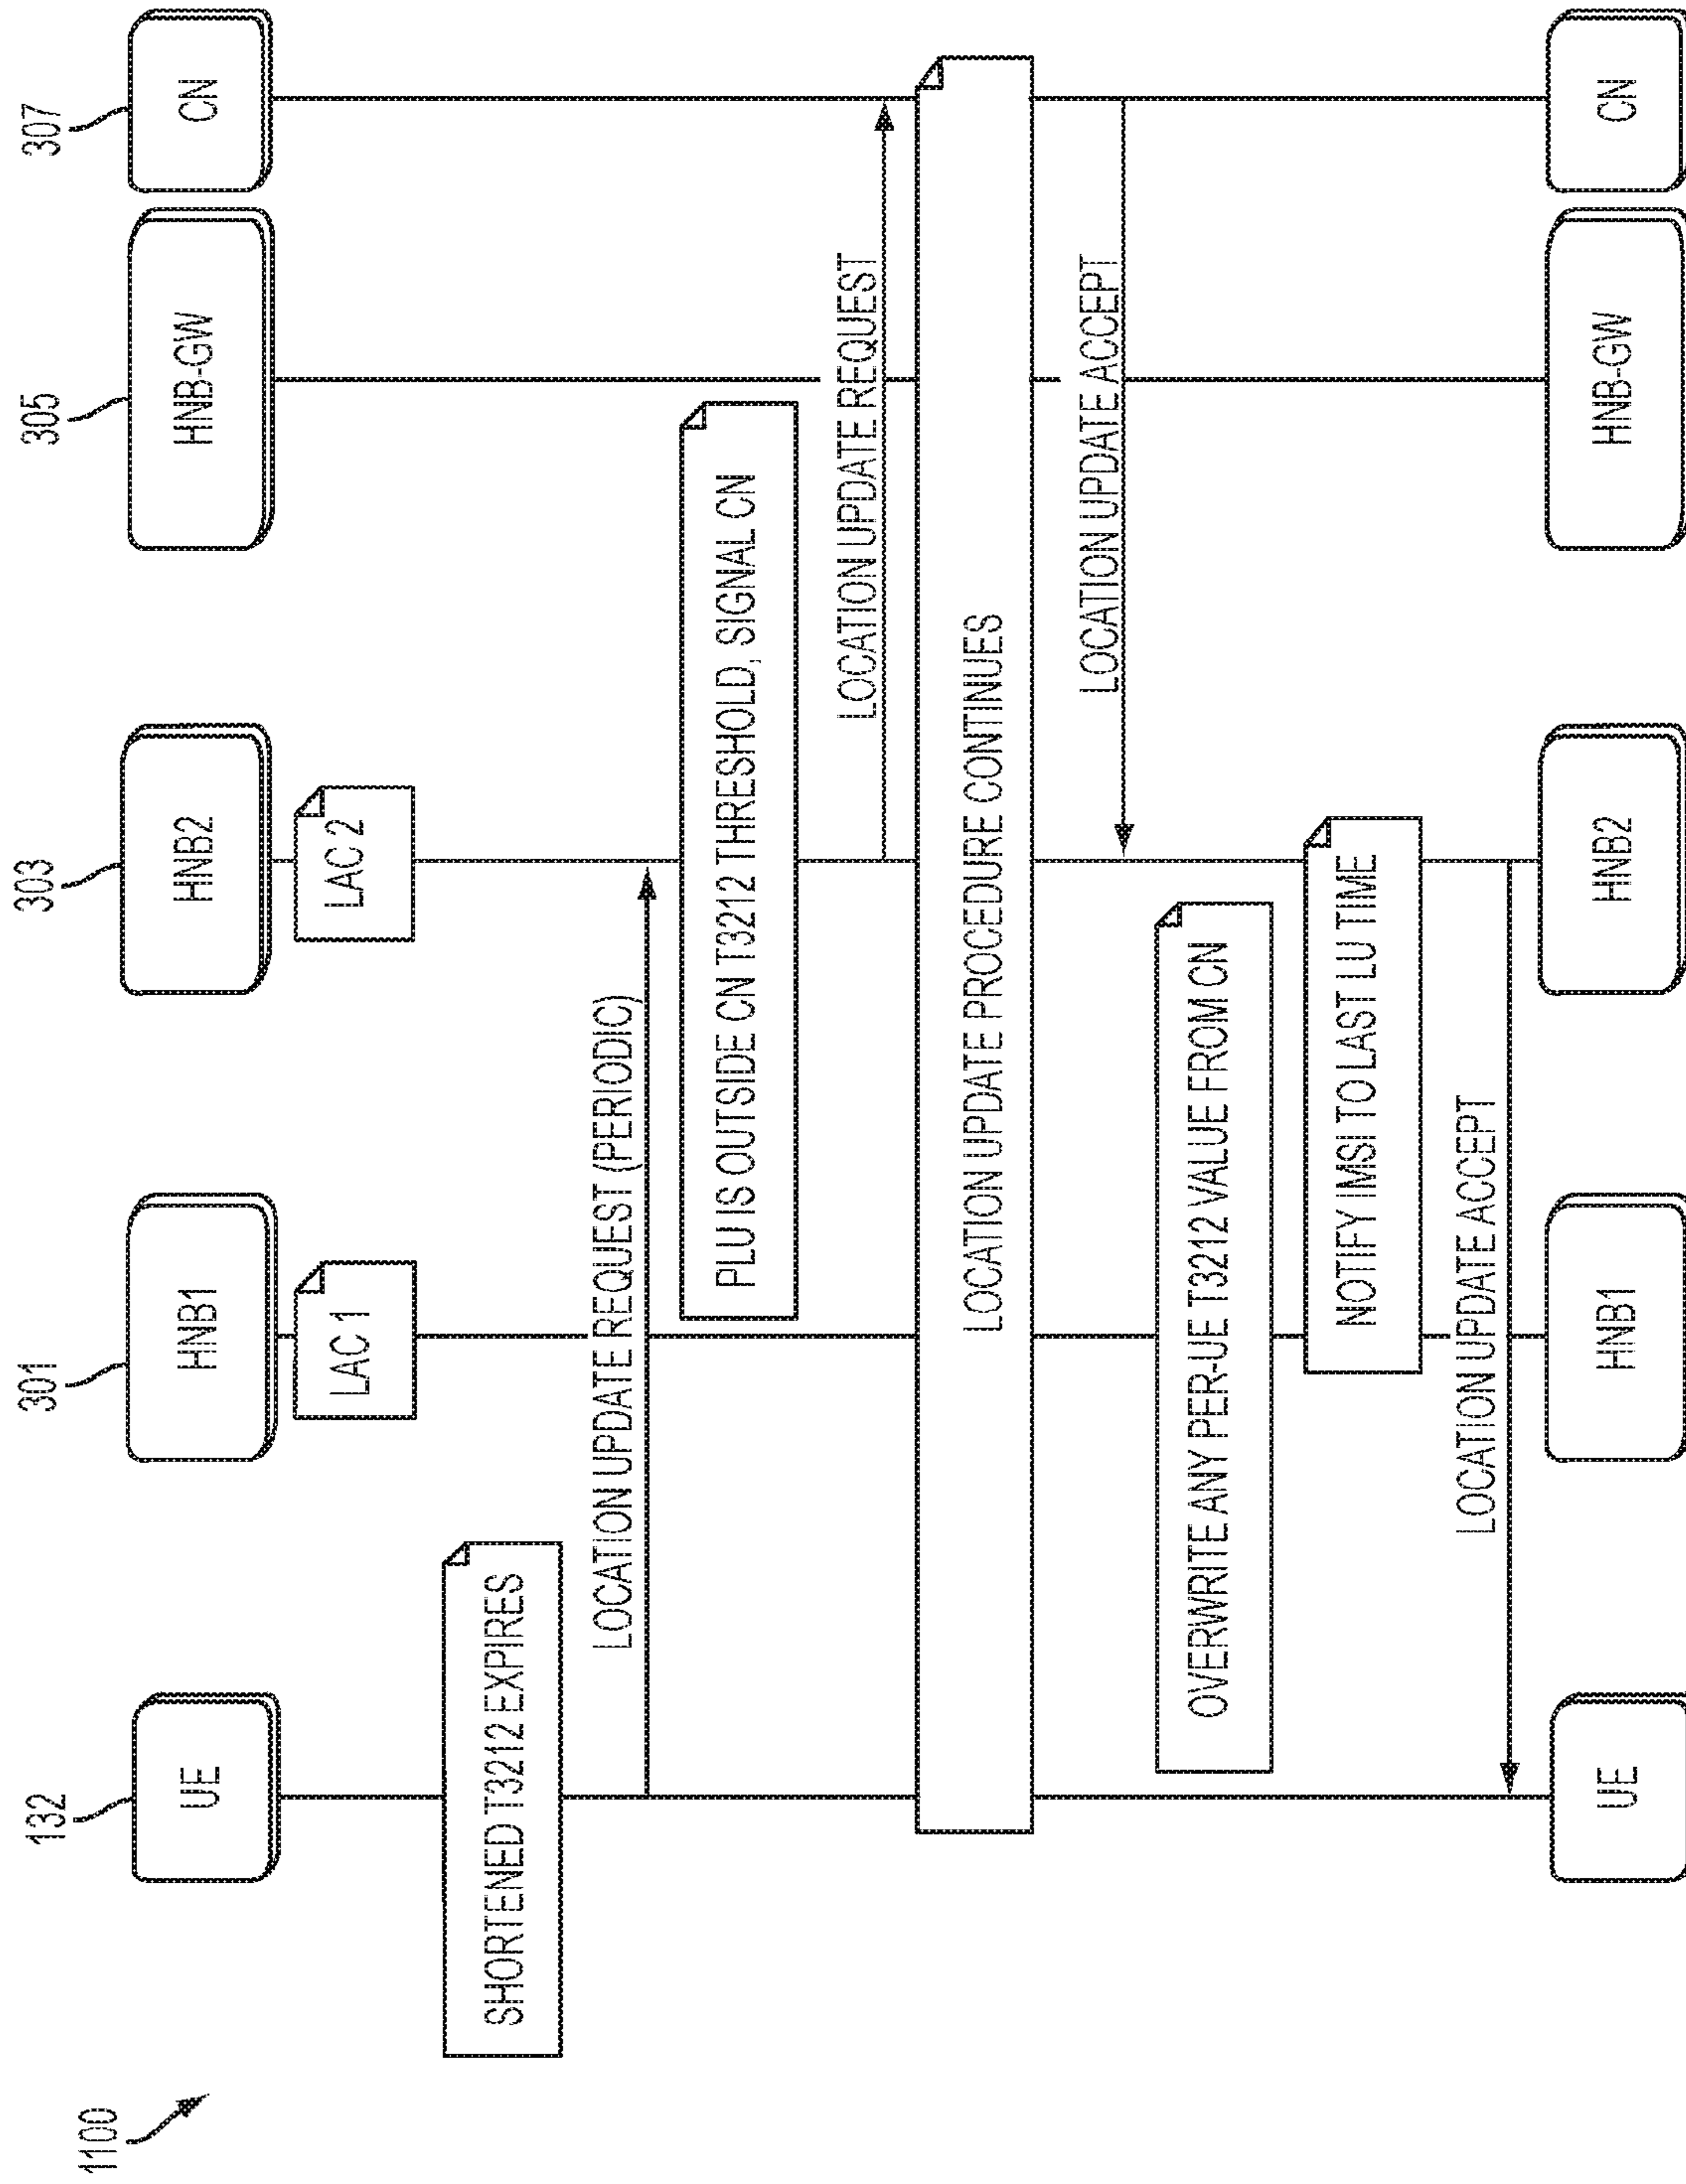 1100
132
301
303
305
307
UE
HNB1
HNB2
HNB-GW
CN
LAC 1
LAC 2
SHORTENED T3212 EXPIRES
LOCATION UPDATE REQUEST (PERIODIC)
PLU IS OUTSIDE CN T3212 THRESHOLD, SIGNAL CN
LOCATION UPDATE REQUEST
LOCATION UPDATE PROCEDURE CONTINUES
LOCATION UPDATE ACCEPT
OVERWRITE ANY PER-UE T3212 VALUE FROM CN
NOTIFY IMSI TO LAST LU TIME
LOCATION UPDATE ACCEPT
UE
HNB1
HNB2
HNB-GW
CN